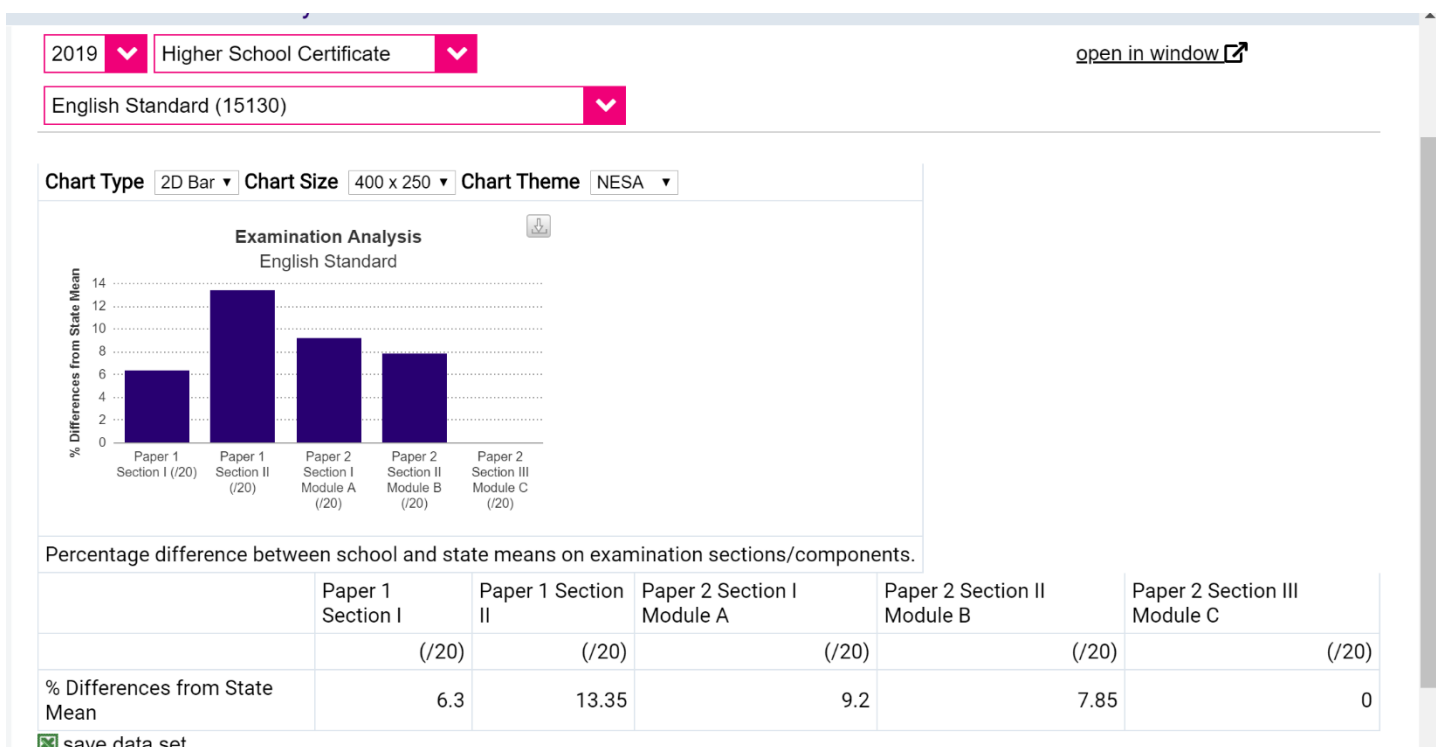 2019 Higher School Certificate open in window
English Standard (15130)
Chart Type 2D Bar Chart Size 400 x 250 Chart Theme NESA
Examination Analysis
English Standard
% Differences from State Mean
14
12
10
8
6
4
2
0
Paper 1
Section I (/20)
Paper 1
Section II
(/20)
Paper 2
Section I
Module A
(/20)
Paper 2
Section II
Module B
(/20)
Paper 2
Section III
Module C
(/20)
Percentage difference between school and state means on examination sections/components.
Paper 1
Section I
Paper 1 Section
II
Paper 2 Section I
Module A
Paper 2 Section II
Module B
Paper 2 Section III
Module C
(/20) (/20) (/20) (/20) (/20)
% Differences from State
Mean
6.3 13.35 9.2 7.85 0
save data set